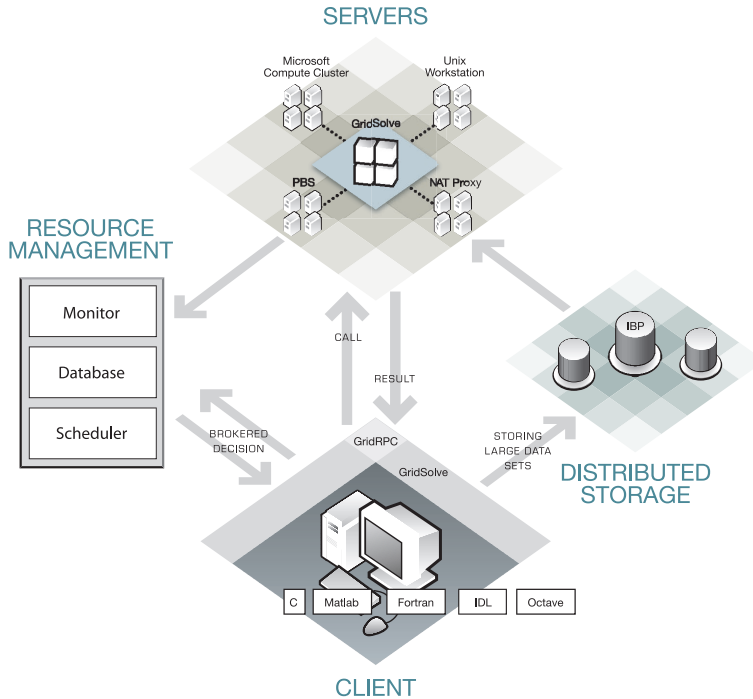 SERVERS
Microsoft
Compute Cluster
Unix
Workstation
GridSolve
PBS
NAT Proxy
RESOURCE
MANAGEMENT
Monitor
Database
Scheduler
CALL
RESULT
BROKERED
DECISION
IBP
STORING
LARGE DATA
SETS
DISTRIBUTED
STORAGE
GridRPC
GridSolve
C
Matlab
Fortran
IDL
Octave
CLIENT